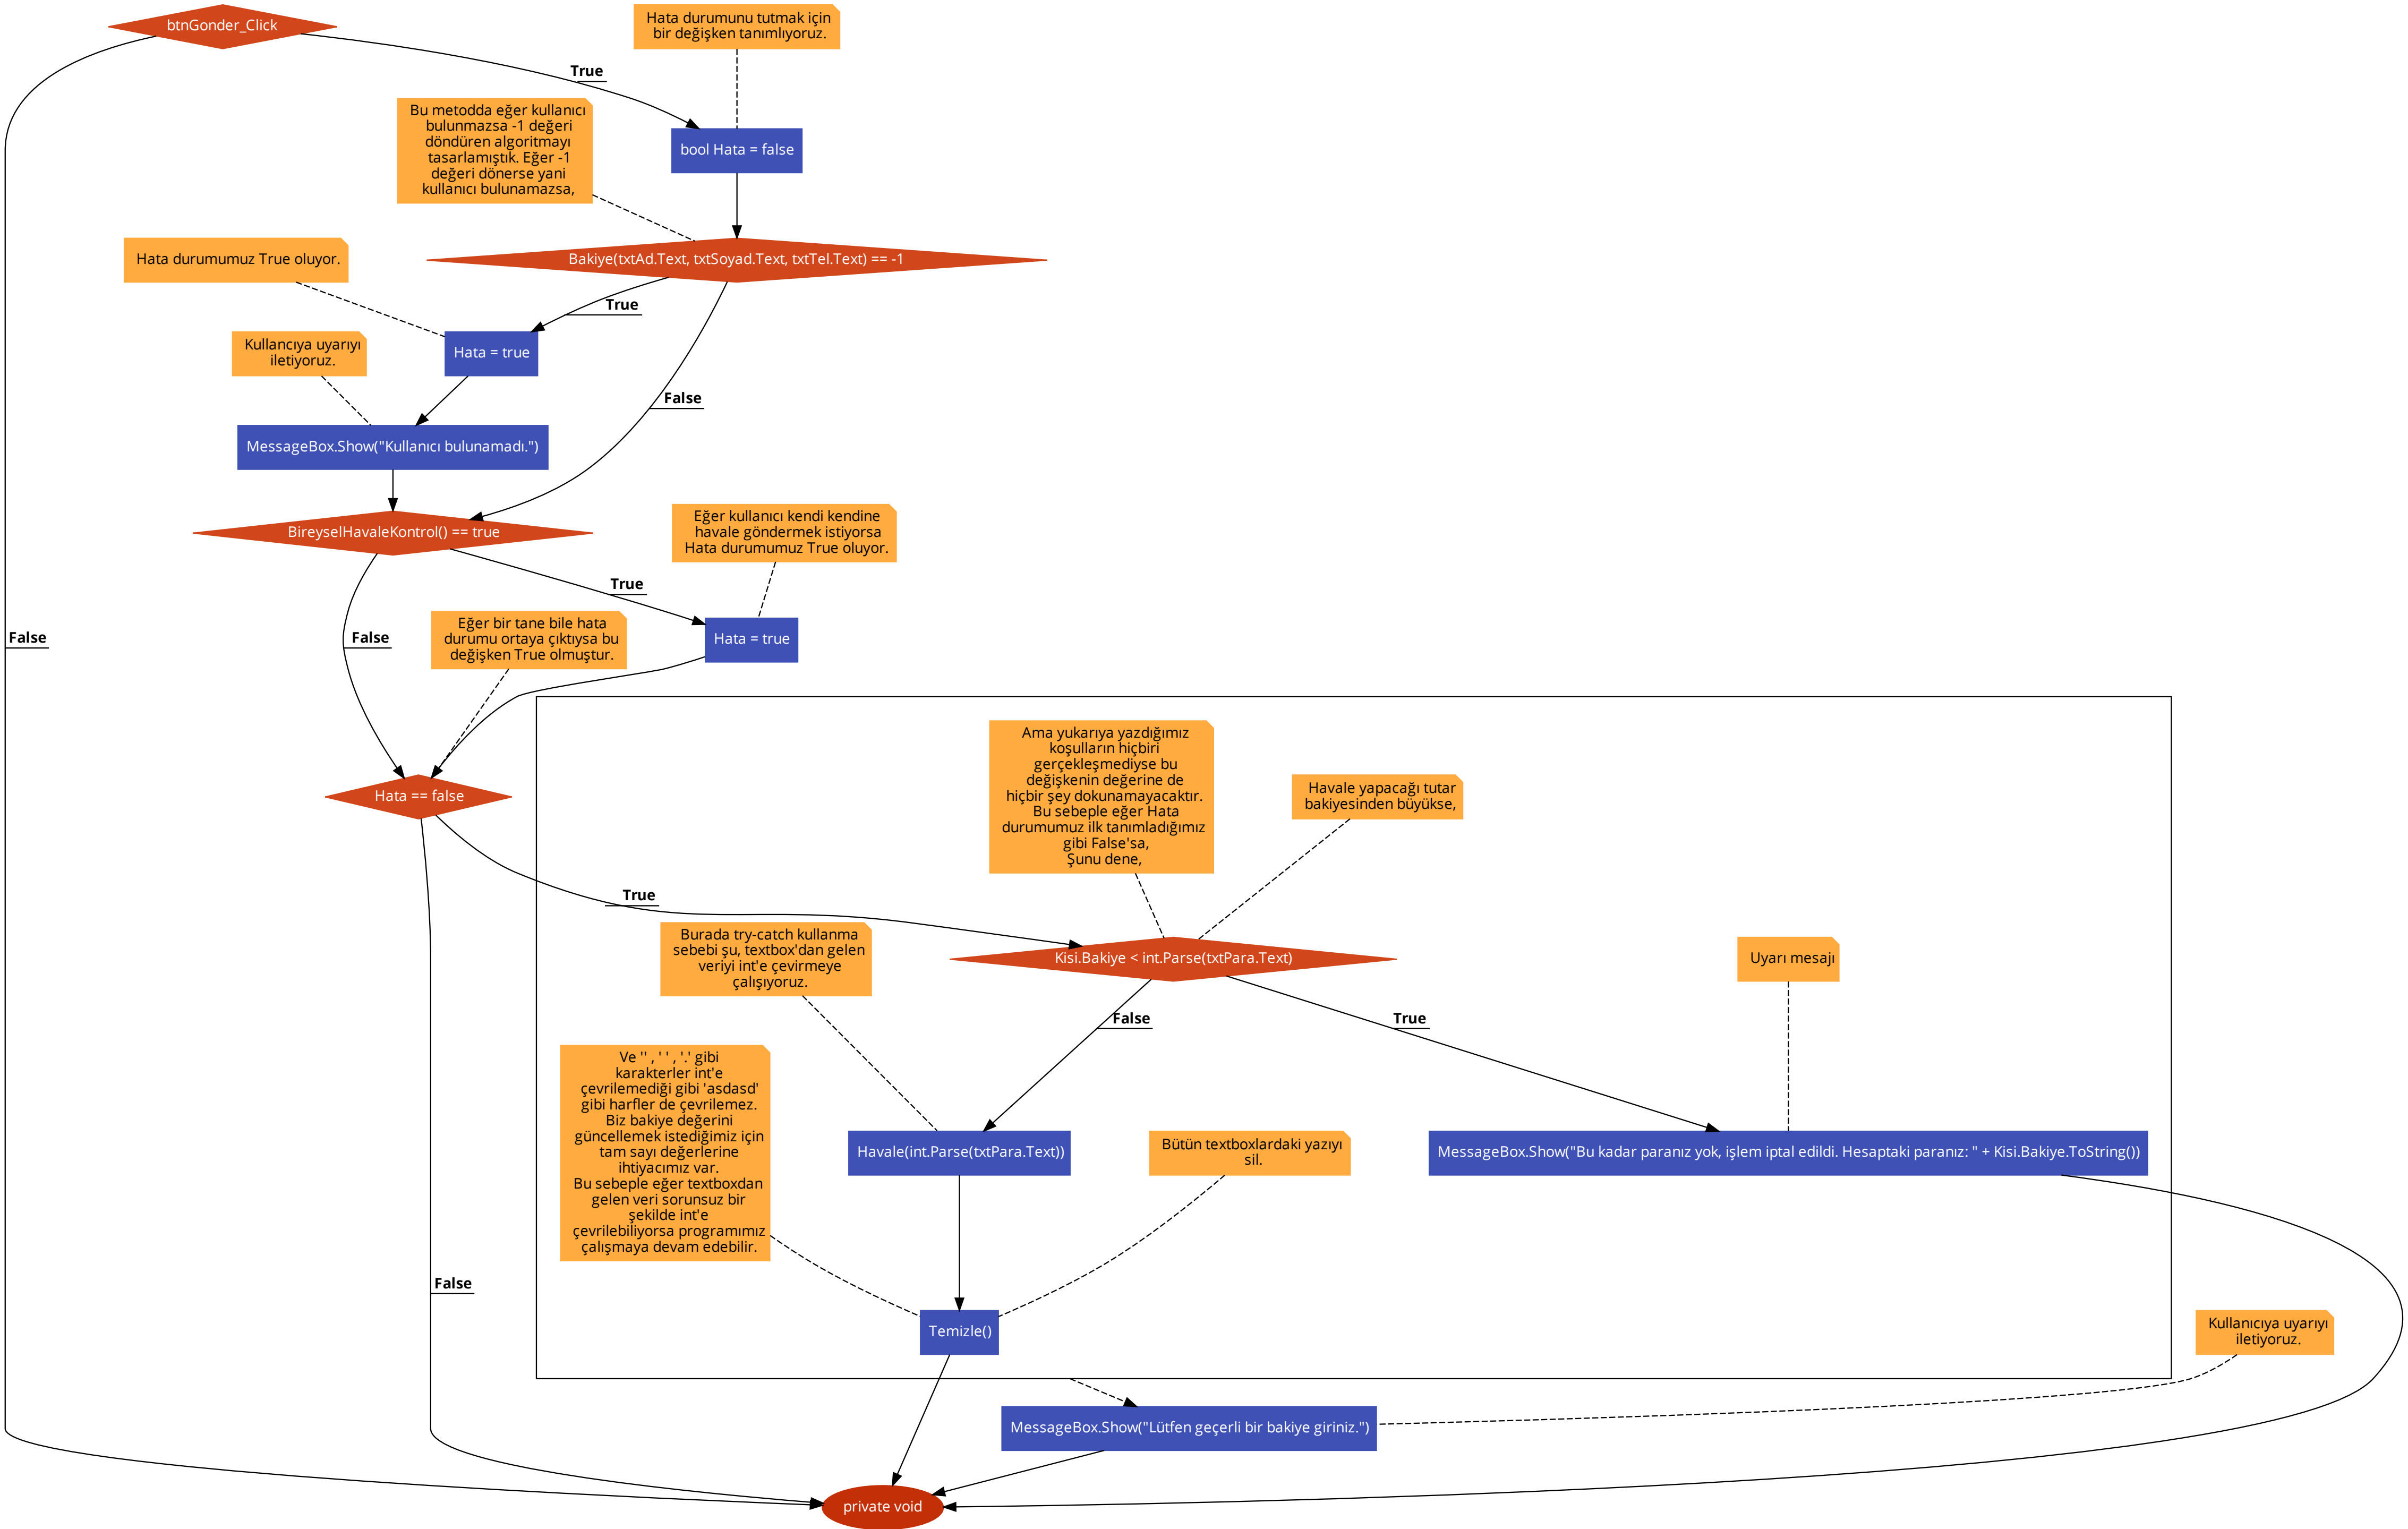 btnGonder_Click
Hata durumunu tutmak için
bir değişken tanımlıyoruz.
True
Bu metodda eğer kullanıcı
bulunmazsa -1 değeri
döndüren algoritmayı
tasarlamıştık. Eğer -1
değeri dönerse yani
kullanıcı bulunamazsa,
bool Hata = false
Hata durumumuz True oluyor.
Bakiye(txtAd.Text, txtSoyad.Text, txtTel.Text) == -1
True
Kullancıya uyarıyı
iletiyoruz.
Hata = true
False
MessageBox.Show("Kullanıcı bulunamadı.")
BireyselHavaleKontrol() == true
Eğer kullanıcı kendi kendine
havale göndermek istiyorsa
Hata durumumuz True oluyor.
True
False
False
Eğer bir tane bile hata
durumu ortaya çıktıysa bu
değişken True olmuştur.
Hata = true
Hata == false
Ama yukarıya yazdığımız
koşulların hiçbiri
gerçekleşmediyse bu
değişkenin değerine de
hiçbir şey dokunamayacaktır.
Bu sebeple eğer Hata
durumumuz ilk tanımladığımız
gibi False'sa,
Şunu dene,
Havale yapacağı tutar
bakiyesinden büyükse,
True
Burada try-catch kullanma
sebebi şu, textbox'dan gelen
veriyi int'e çevirmeye
çalışıyoruz.
Kisi.Bakiye < int.Parse(txtPara.Text)
Uyarı mesajı
False
True
Ve '' , ' ' , '.' gibi
karakterler int'e
çevrilemediği gibi 'asdasd'
gibi harfler de çevrilemez.
Biz bakiye değerini
güncellemek istediğimiz için
tam sayı değerlerine
ihtiyacımız var.
Bu sebeple eğer textboxdan
gelen veri sorunsuz bir
şekilde int'e
çevrilebiliyorsa programımız
çalışmaya devam edebilir.
Havale(int.Parse(txtPara.Text))
Bütün textboxlardaki yazıyı
sil.
MessageBox.Show("Bu kadar paranız yok, işlem iptal edildi. Hesaptaki paranız: " + Kisi.Bakiye.ToString())
False
Temizle()
Kullanıcıya uyarıyı
iletiyoruz.
MessageBox.Show("Lütfen geçerli bir bakiye giriniz.")
private void